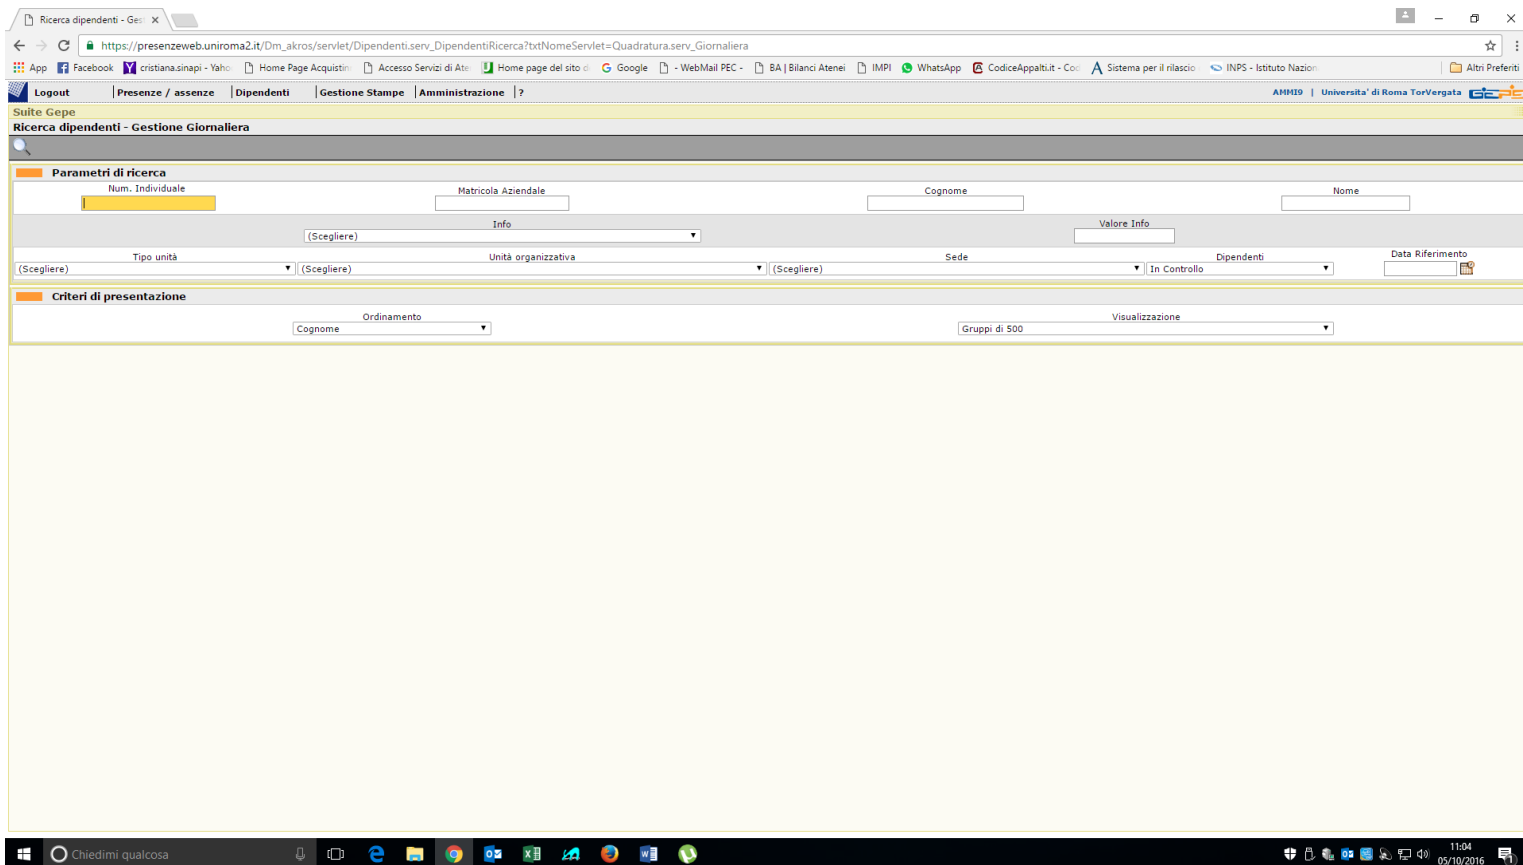 Ricerca dipendenti - Ges
https://presenzeweb.uniroma2.it/Dm_akros/servlet/Dipendenti.serv_DipendentiRicerca?txtNomeServlet=Quadratura.serv_Giornaliera
App Facebook cristiana.sinapi - Yaho Home Page Acquistin Accesso Servizi di Ate Home page del sito d Google - WebMail PEC - BA | Bilanci Atenei IMPI WhatsApp CodiceAppalti.it - Cod Sistema per il rilascio INPS - Istituto Nazion Altri Preferiti
Logout Presenze / assenze Dipendenti Gestione Stampe Amministrazione ? AMMI9 | Universita' di Roma TorVergata
Suite Gepe
Ricerca dipendenti - Gestione Giornaliera
Parametri di ricerca
Num. Individuale Matricola Aziendale Cognome Nome
Info Valore Info
(Scegliere)
Tipo unità Unità organizzativa Sede Dipendenti Data Riferimento
(Scegliere) (Scegliere) (Scegliere) In Controllo
Criteri di presentazione
Ordinamento Visualizzazione
Cognome Gruppi di 500
Chiedimi qualcosa
11:04
05/10/2016